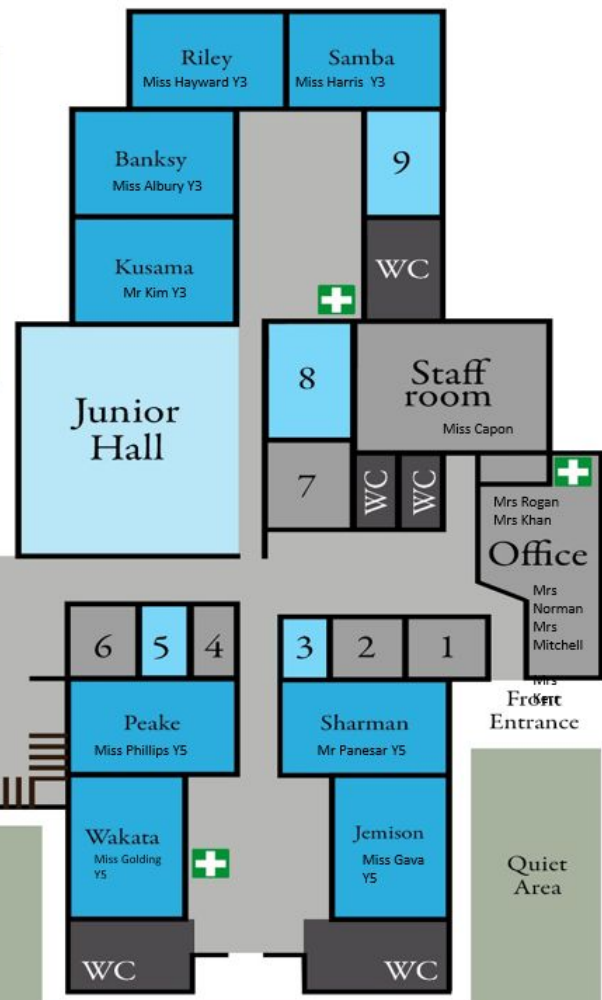 Riley
Miss Hayward Y3
Samba
Miss Harris Y3
Banksy
Miss Albury Y3
9
Kusama
Mr Kim Y3
WC
Junior
Hall
8
Staff
room
Miss Capon
7
WC
WC
Mrs Rogan
Mrs Khan
Office
Mrs
Norman
Mrs
Mitchell
Mrs
Kerr
Front
Entrance
6
5
4
3
2
1
Peake
Miss Phillips Y5
Sharman
Mr Panesar Y5
Wakata
Miss Golding
Y5
Jemison
Miss Gava
Y5
Quiet
Area
WC
WC